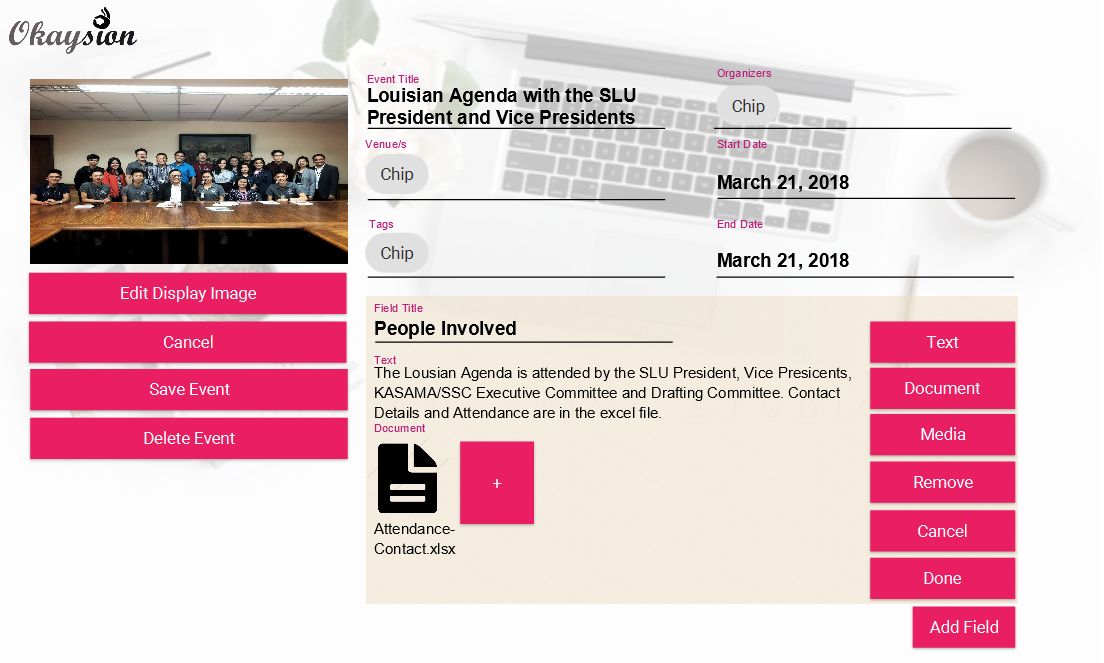 Okaysion
Event Title
Louisian Agenda with the SLU
President and Vice Presidents
Organizers
Chip
Venue/s
Chip
Start Date
March 21, 2018
Tags
Chip
End Date
March 21, 2018
Edit Display Image
Cancel
Save Event
Delete Event
Field Title
People Involved
Text
The Lousian Agenda is attended by the SLU President, Vice Presicents,
KASAMA/SSC Executive Committee and Drafting Committee. Contact
Details and Attendance are in the excel file.
Document
+
Attendance-
Contact.xlsx
Text
Document
Media
Remove
Cancel
Done
Add Field